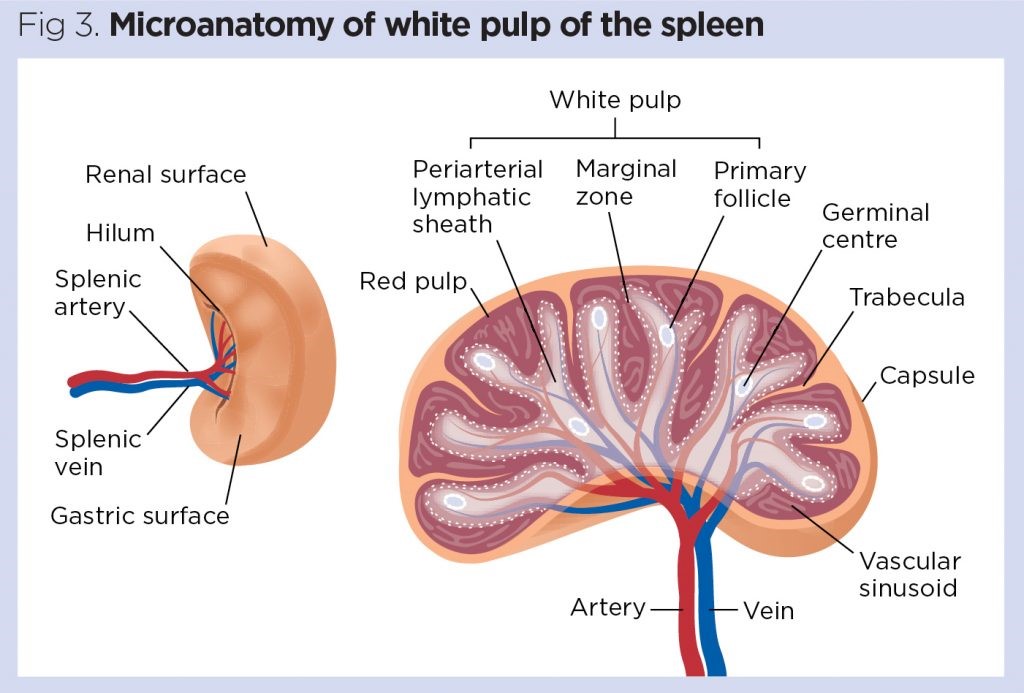 Fig 3. Microanatomy of white pulp of the spleen
Renal surface
Hilum
Splenic
artery
Splenic
vein
Gastric surface
White pulp
Periarterial
lymphatic
sheath
Marginal
zone
Primary
follicle
Germinal
centre
Red pulp
Trabecula
Capsule
Vascular
sinusoid
Artery
Vein